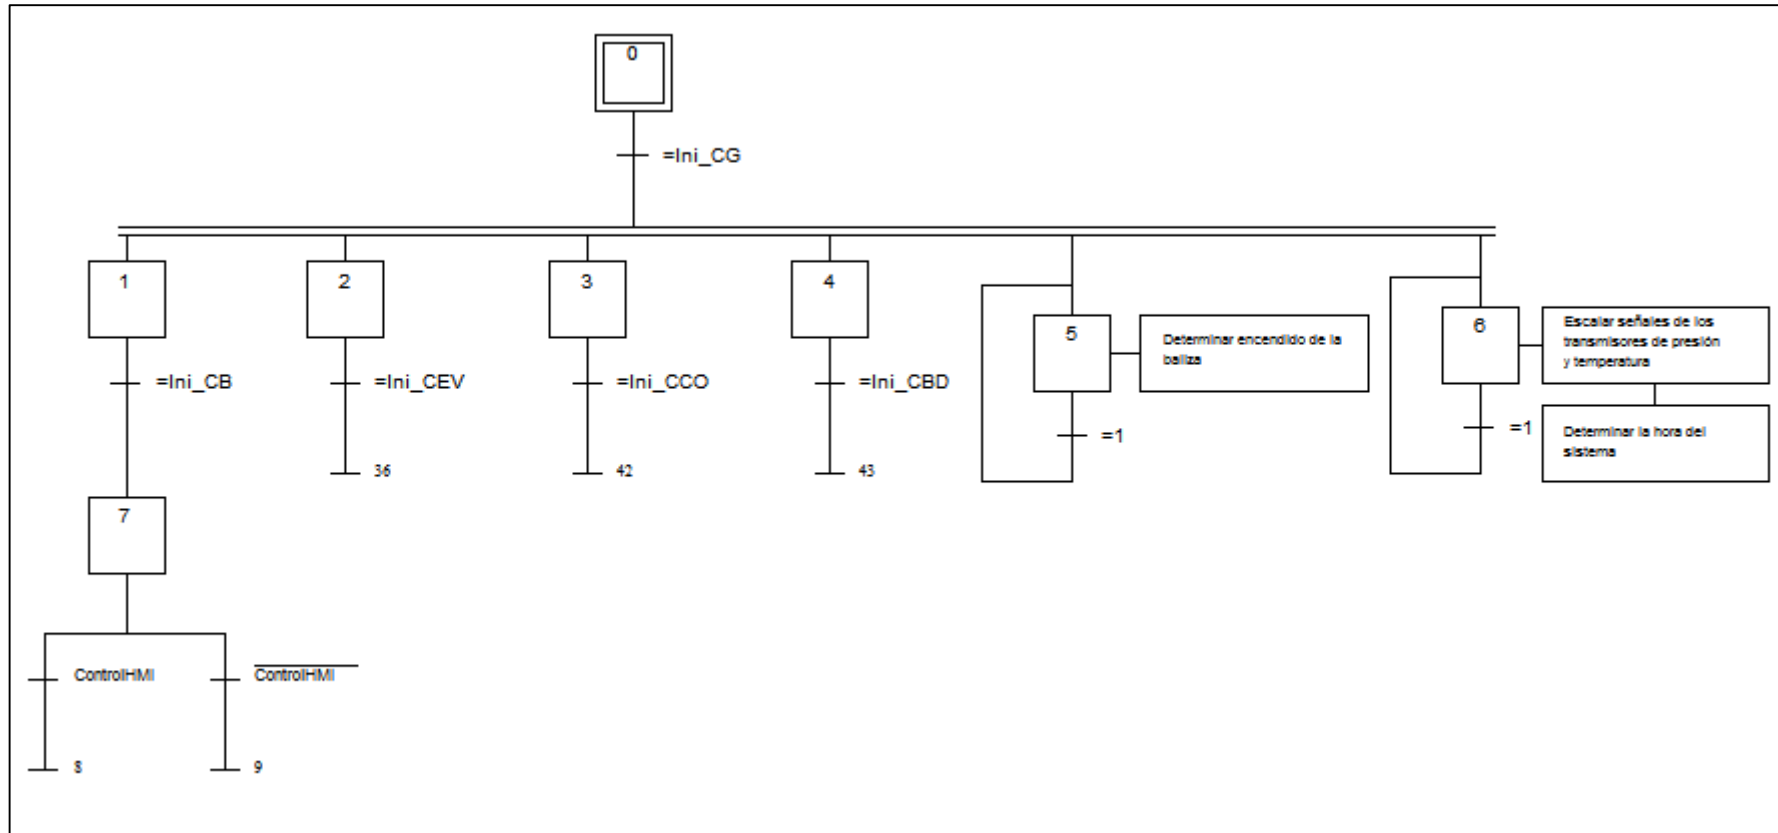 0
=Ini_CG
1
2
3
4
5
6
Determinar encendido de la
baliza
Escalar señales de los
transmisores de presión
y temperatura
=Ini_CB
=Ini_CEV
=Ini_CCO
=Ini_CBD
=1
=1
Determinar la hora del
sistema
36
42
43
7
ControlHMI
ControlHMI
8
9